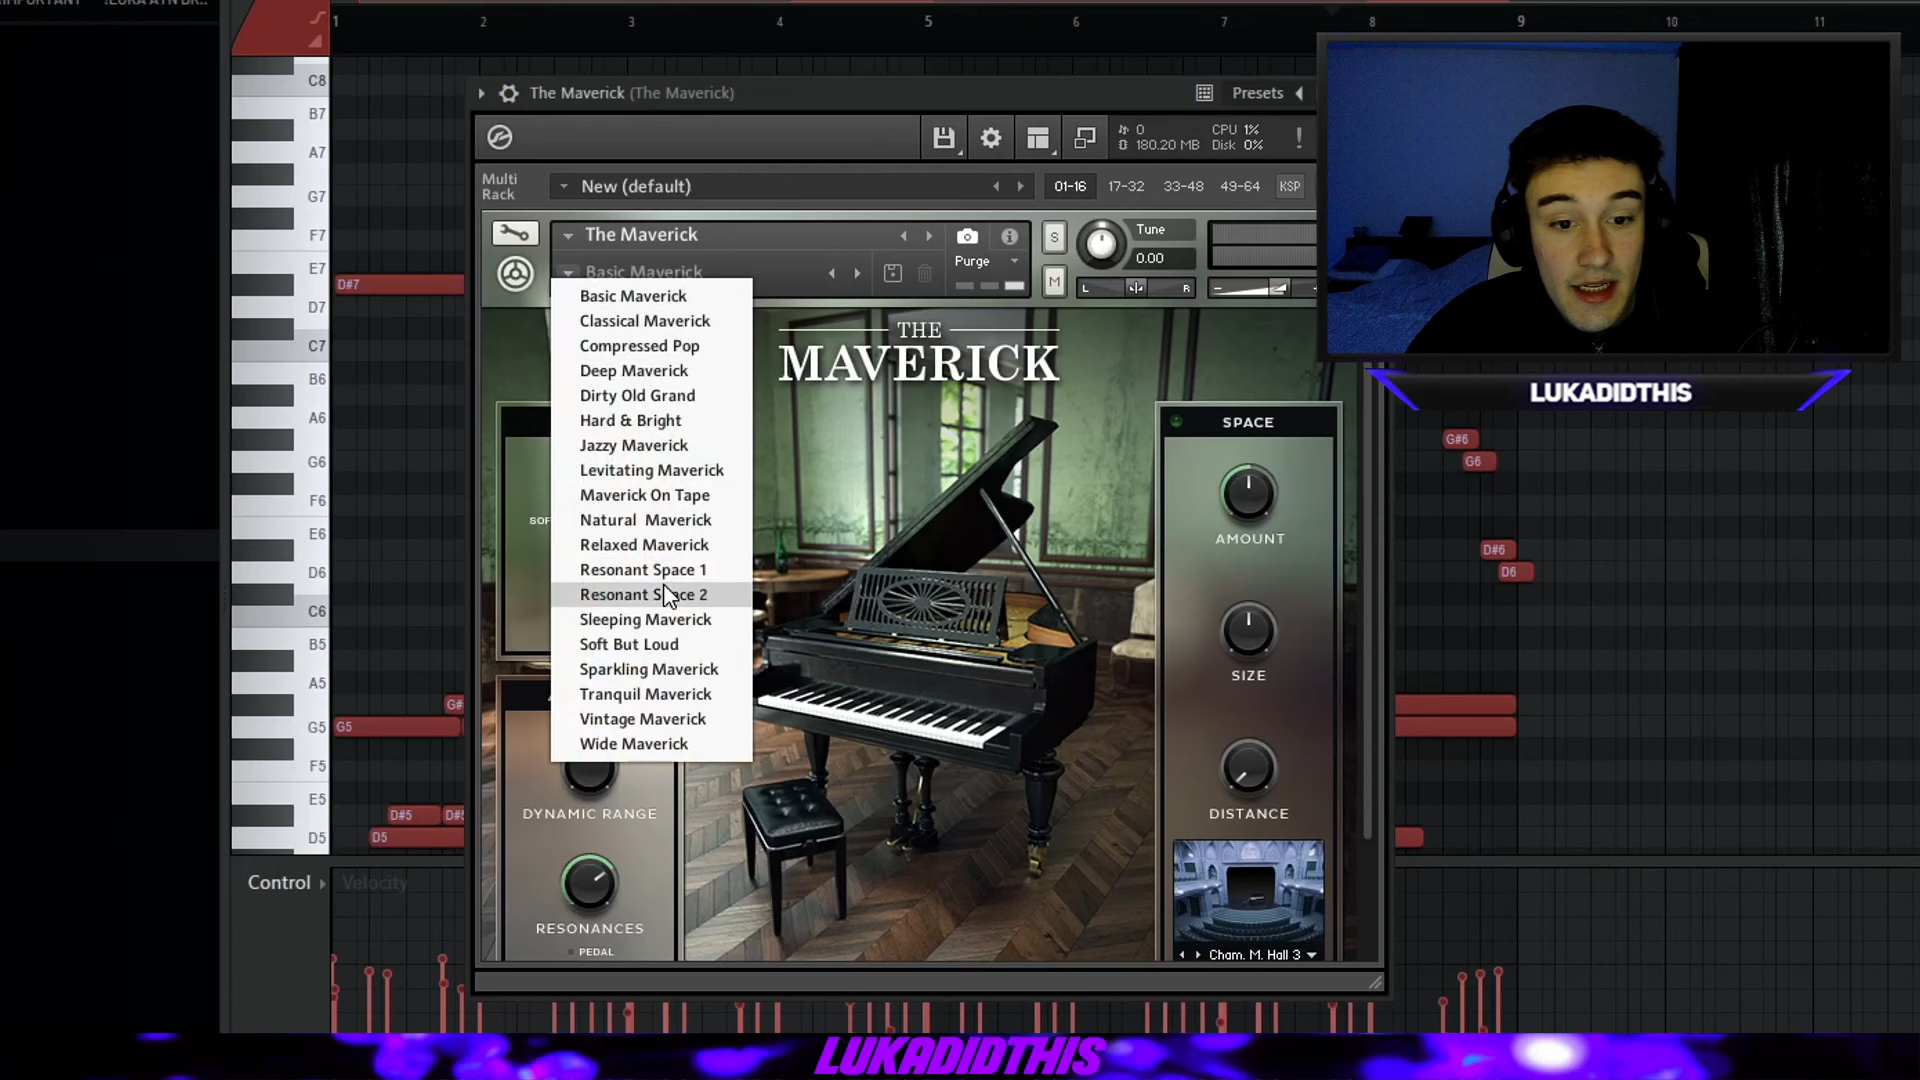 1 2 3 4 5 6 7 8 9 10 11
The Maverick (The Maverick)
Presets
0
180.20 MB
CPU 1%
Disk 0%
!
Multi
Rack
New (default)
01-16 17-32 33-48 49-64 KSP
The Maverick
Basic Maverick
Purge
S
M
Tune
0.00
L R
Basic Maverick
Classical Maverick
Compressed Pop
Deep Maverick
Dirty Old Grand
Hard & Bright
Jazzy Maverick
Levitating Maverick
Maverick On Tape
Natural Maverick
Relaxed Maverick
Resonant Space 1
Resonant Space 2
Sleeping Maverick
Soft But Loud
Sparkling Maverick
Tranquil Maverick
Vintage Maverick
Wide Maverick
THE
MAVERICK
SPACE
AMOUNT
SIZE
DISTANCE
Cham. M. Hall 3
DYNAMIC RANGE
RESONANCES
PEDAL
C8
B7
A7
G7
F7
E7
D7
C7
B6
A6
G6
F6
E6
D6
C6
B5
A5
G5
F5
E5
D5
D#7
G5
D#5
D5
G#6
G6
D#6
D6
Control
Velocity
LUKADIDTHIS
LUKADIDTHIS